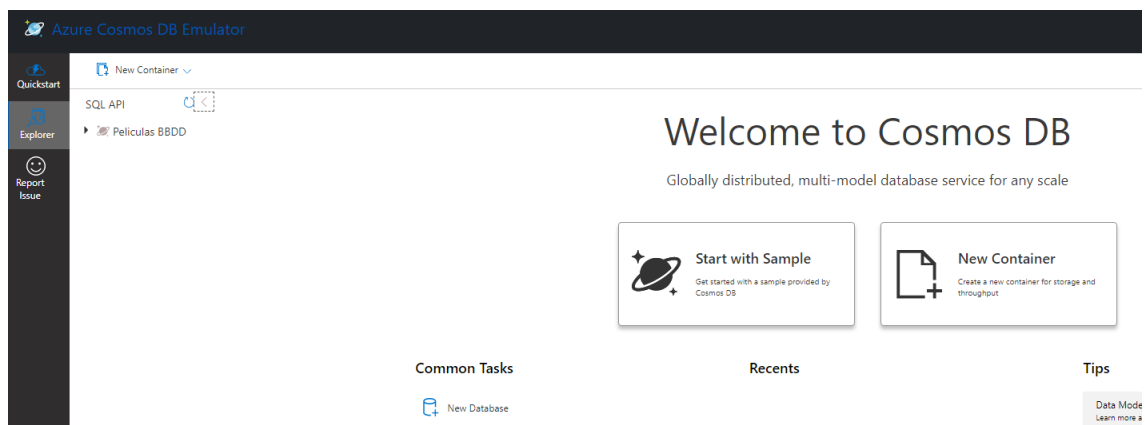 Azure Cosmos DB Emulator
Quickstart
New Container
SQL API
Explorer
Peliculas BBDD
Report
Issue
Welcome to Cosmos DB
Globally distributed, multi-model database service for any scale
Start with Sample
Get started with a sample provided by
Cosmos DB
New Container
Create a new container for storage and
throughput
Common Tasks
Recents
Tips
New Database
Data Mode
Learn more a